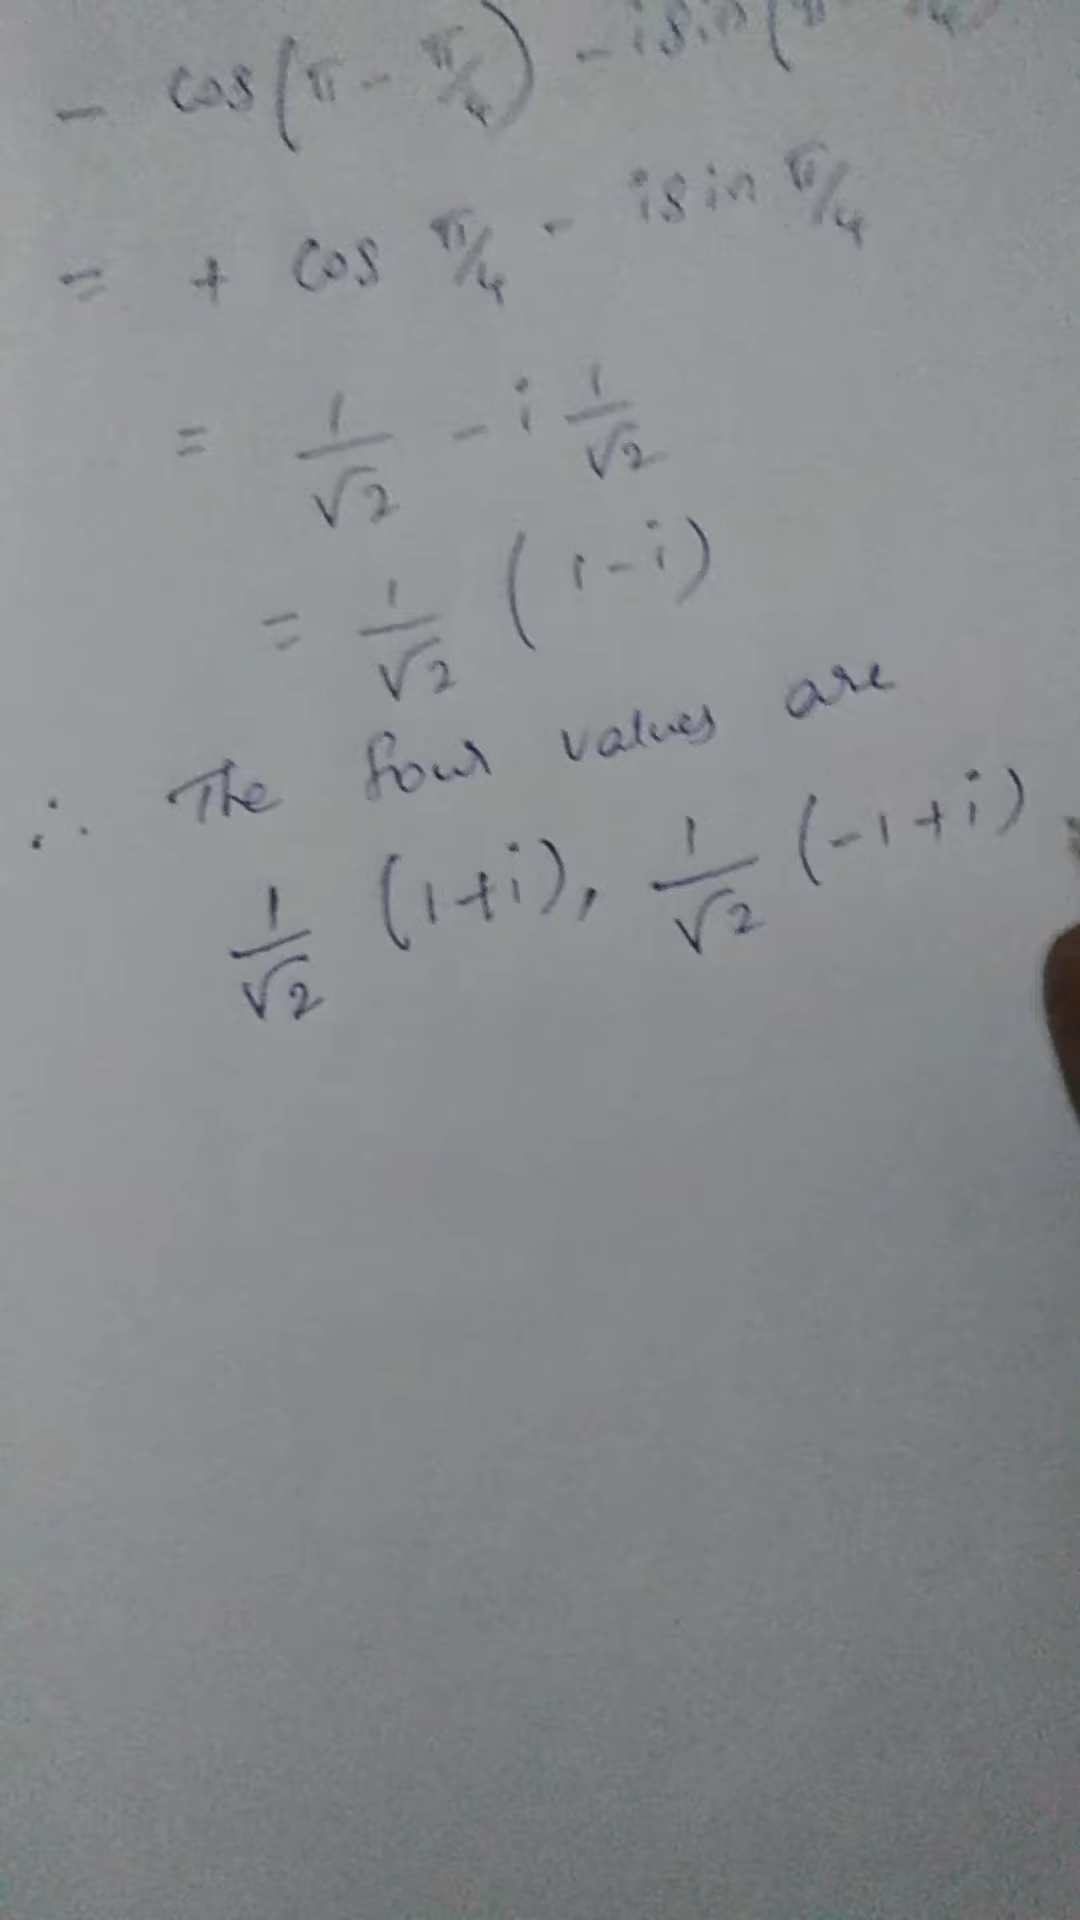 - cos(π - π/4) - i sin(π
= + cos π/4 - i sin π/4
= 1/√2 - i 1/√2
= 1/√2 (1-i)
∴ The four values are
1/√2 (1+i), 1/√2 (-1+i)